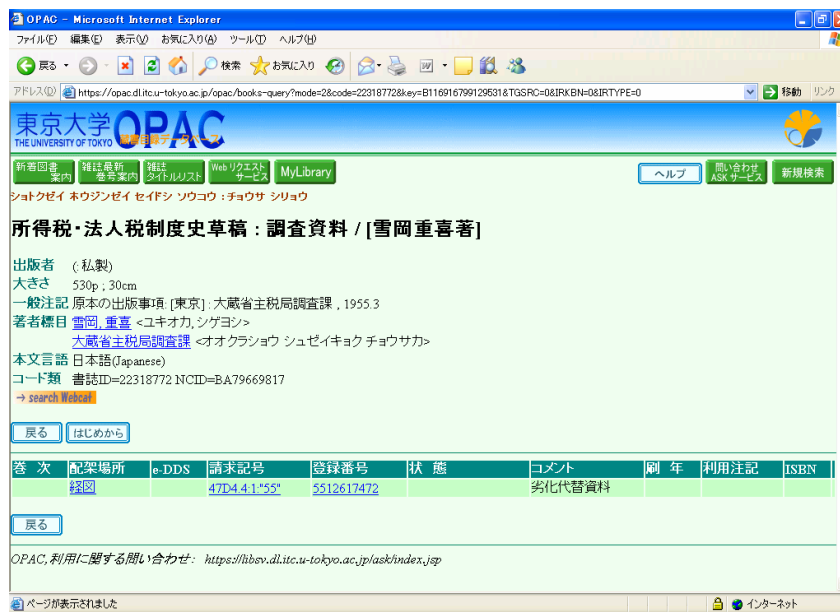 OPAC - Microsoft Internet Explorer
ファイル(F) 編集(E) 表示(V) お気に入り(A) ツール(T) ヘルプ(H)
戻る 検索 お気に入り
アドレス(D) https://opac.dl.itc.u-tokyo.ac.jp/opac/books-query?mode=2&code=22318772&key=B116916799129531&TGSRC=0&IRKBN=0&IRTYPE=0 移動 リンク
東京大学OPAC
THE UNIVERSITY OF TOKYO 蔵書目録データベース
新着図書案内 雑誌最新巻号案内 雑誌タイトルリスト Web リクエストサービス MyLibrary ヘルプ 問い合わせ ASK サービス 新規検索
ショトクゼイ ホウジンゼイ セイドシ ソウコウ : チョウサ シリョウ
所得税・法人税制度史草稿 : 調査資料 / [雪岡重喜著]
出版者 (: 私製)
大きさ 530p ; 30cm
一般注記 原本の出版事項: [東京] : 大蔵省主税局調査課 , 1955.3
著者標目 雪岡, 重喜 <ユキオカ, シゲヨシ>
大蔵省主税局調査課 <オオクラショウ シュゼイキョク チョウサカ>
本文言語 日本語(Japanese)
コード類 書誌ID=22318772 NCID=BA79669817
→ search Webcat
戻る はじめから
巻 次 配架場所 e-DDS 請求記号 登録番号 状 態 コメント 刷 年 利用注記 ISBN
経図 47D4.4:1:"55" 5512617472 劣化代替資料
戻る
OPAC,利用に関する問い合わせ : https://libsv.dl.itc.u-tokyo.ac.jp/ask/index.jsp
ページが表示されました インターネット